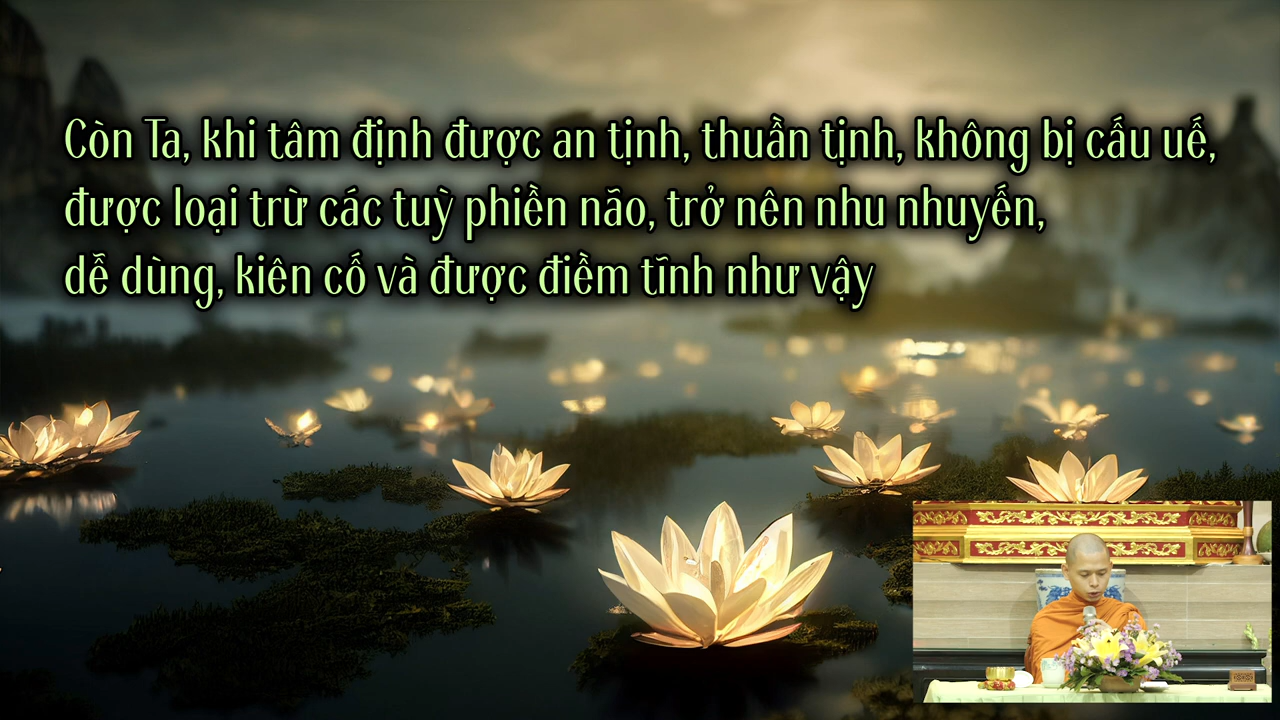 Còn Ta, khi tâm định được an tịnh, thuần tịnh, không bị cấu uế,
được loại trừ các tuỳ phiền não, trở nên nhu nhuyến,
dễ dùng, kiên cố và được điềm tĩnh như vậy